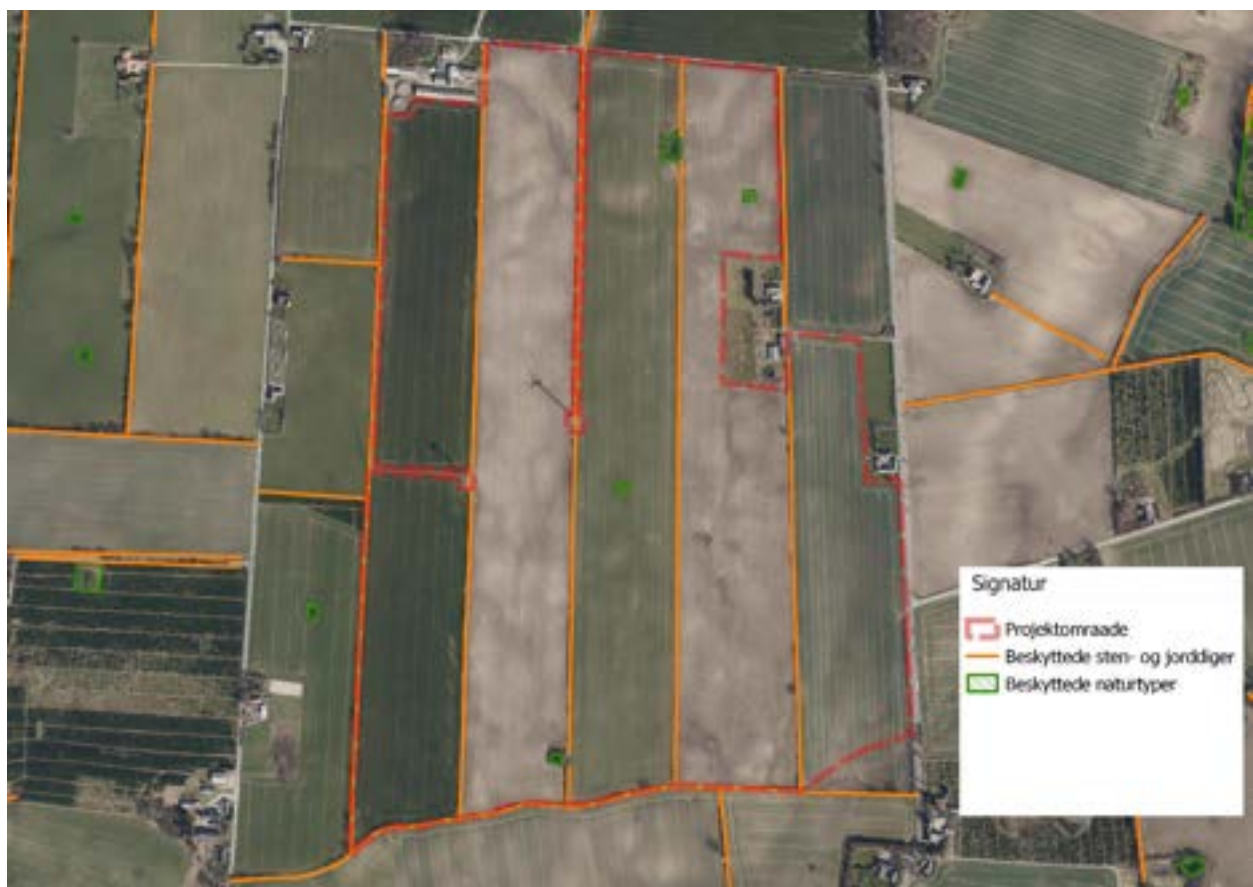 Signatur
Projektomraade
Beskyttede sten- og jorddiger
Beskyttede naturtyper